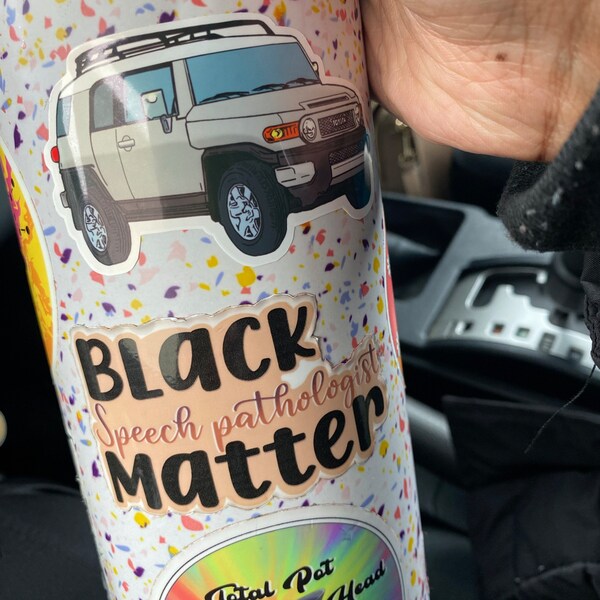 BLacK
Speech pathologists
Matter
Total Pot
Head